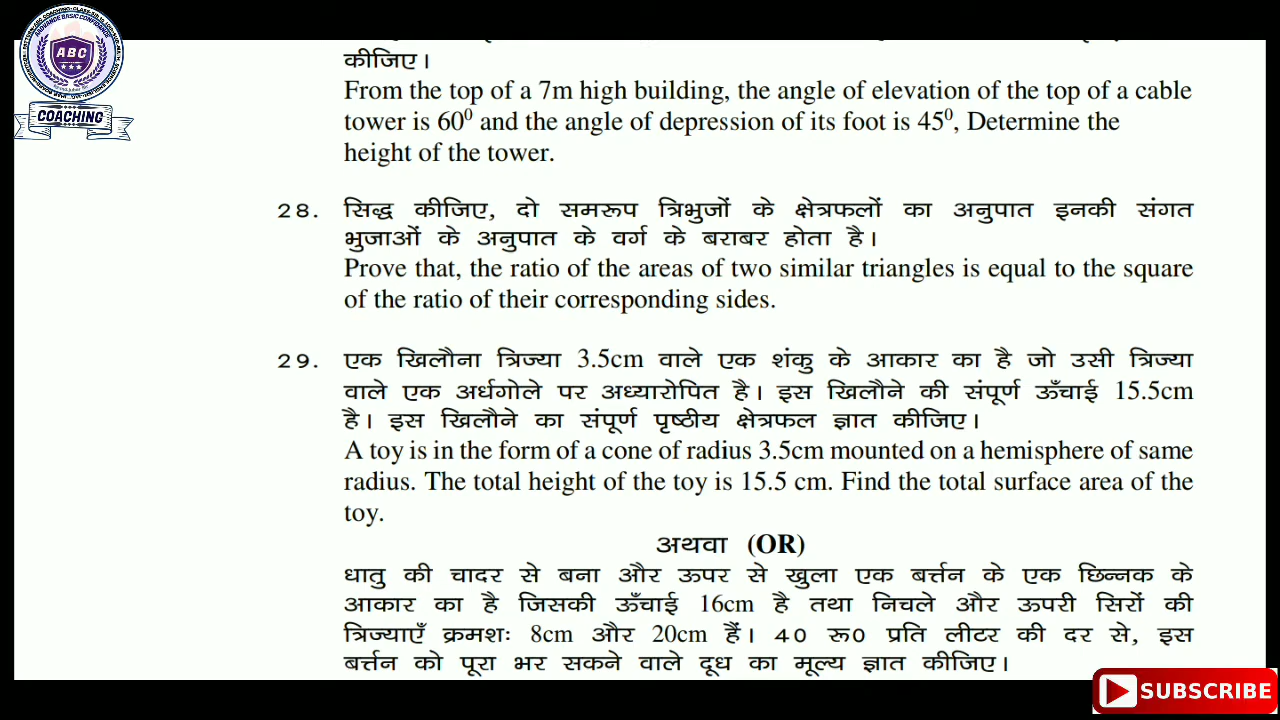 ABC
COACHING
कीजिए।
From the top of a 7m high building, the angle of elevation of the top of a cable
tower is 60⁰ and the angle of depression of its foot is 45⁰, Determine the
height of the tower.
28. सिद्ध कीजिए, दो समरूप त्रिभुजों के क्षेत्रफलों का अनुपात इनकी संगत
भुजाओं के अनुपात के वर्ग के बराबर होता है।
Prove that, the ratio of the areas of two similar triangles is equal to the square
of the ratio of their corresponding sides.
29. एक खिलौना त्रिज्या 3.5cm वाले एक शंकु के आकार का है जो उसी त्रिज्या
वाले एक अर्धगोले पर अध्यारोपित है। इस खिलौने की संपूर्ण ऊँचाई 15.5cm
है। इस खिलौने का संपूर्ण पृष्ठीय क्षेत्रफल ज्ञात कीजिए।
A toy is in the form of a cone of radius 3.5cm mounted on a hemisphere of same
radius. The total height of the toy is 15.5 cm. Find the total surface area of the
toy.
अथवा (OR)
धातु की चादर से बना और ऊपर से खुला एक बर्त्तन के एक छिन्नक के
आकार का है जिसकी ऊँचाई 16cm है तथा निचले और ऊपरी सिरों की
त्रिज्याएँ क्रमशः 8cm और 20cm हैं। 40 रू0 प्रति लीटर की दर से, इस
बर्त्तन को पूरा भर सकने वाले दूध का मूल्य ज्ञात कीजिए।
SUBSCRIBE